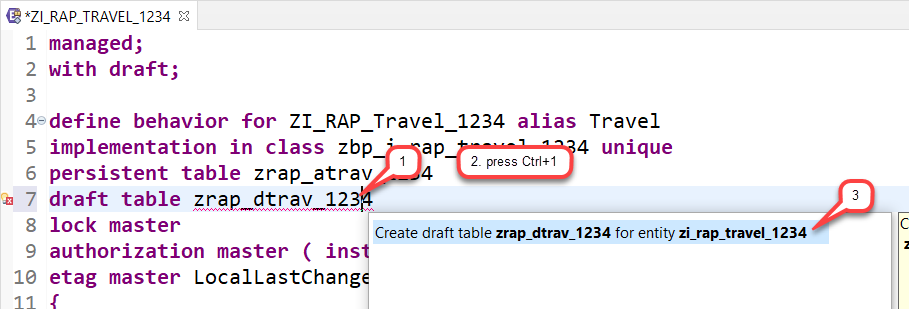 *ZI_RAP_TRAVEL_1234
1 managed;
2 with draft;
3
4 define behavior for ZI_RAP_Travel_1234 alias Travel
5 implementation in class zbp_i_rap_travel_1234 unique
6 persistent table zrap_atrav_1234
7 draft table zrap_dtrav_1234
8 lock master
9 authorization master ( inst
10 etag master LocalLastChange
11 {
1
2. press Ctrl+1
3
Create draft table zrap_dtrav_1234 for entity zi_rap_travel_1234